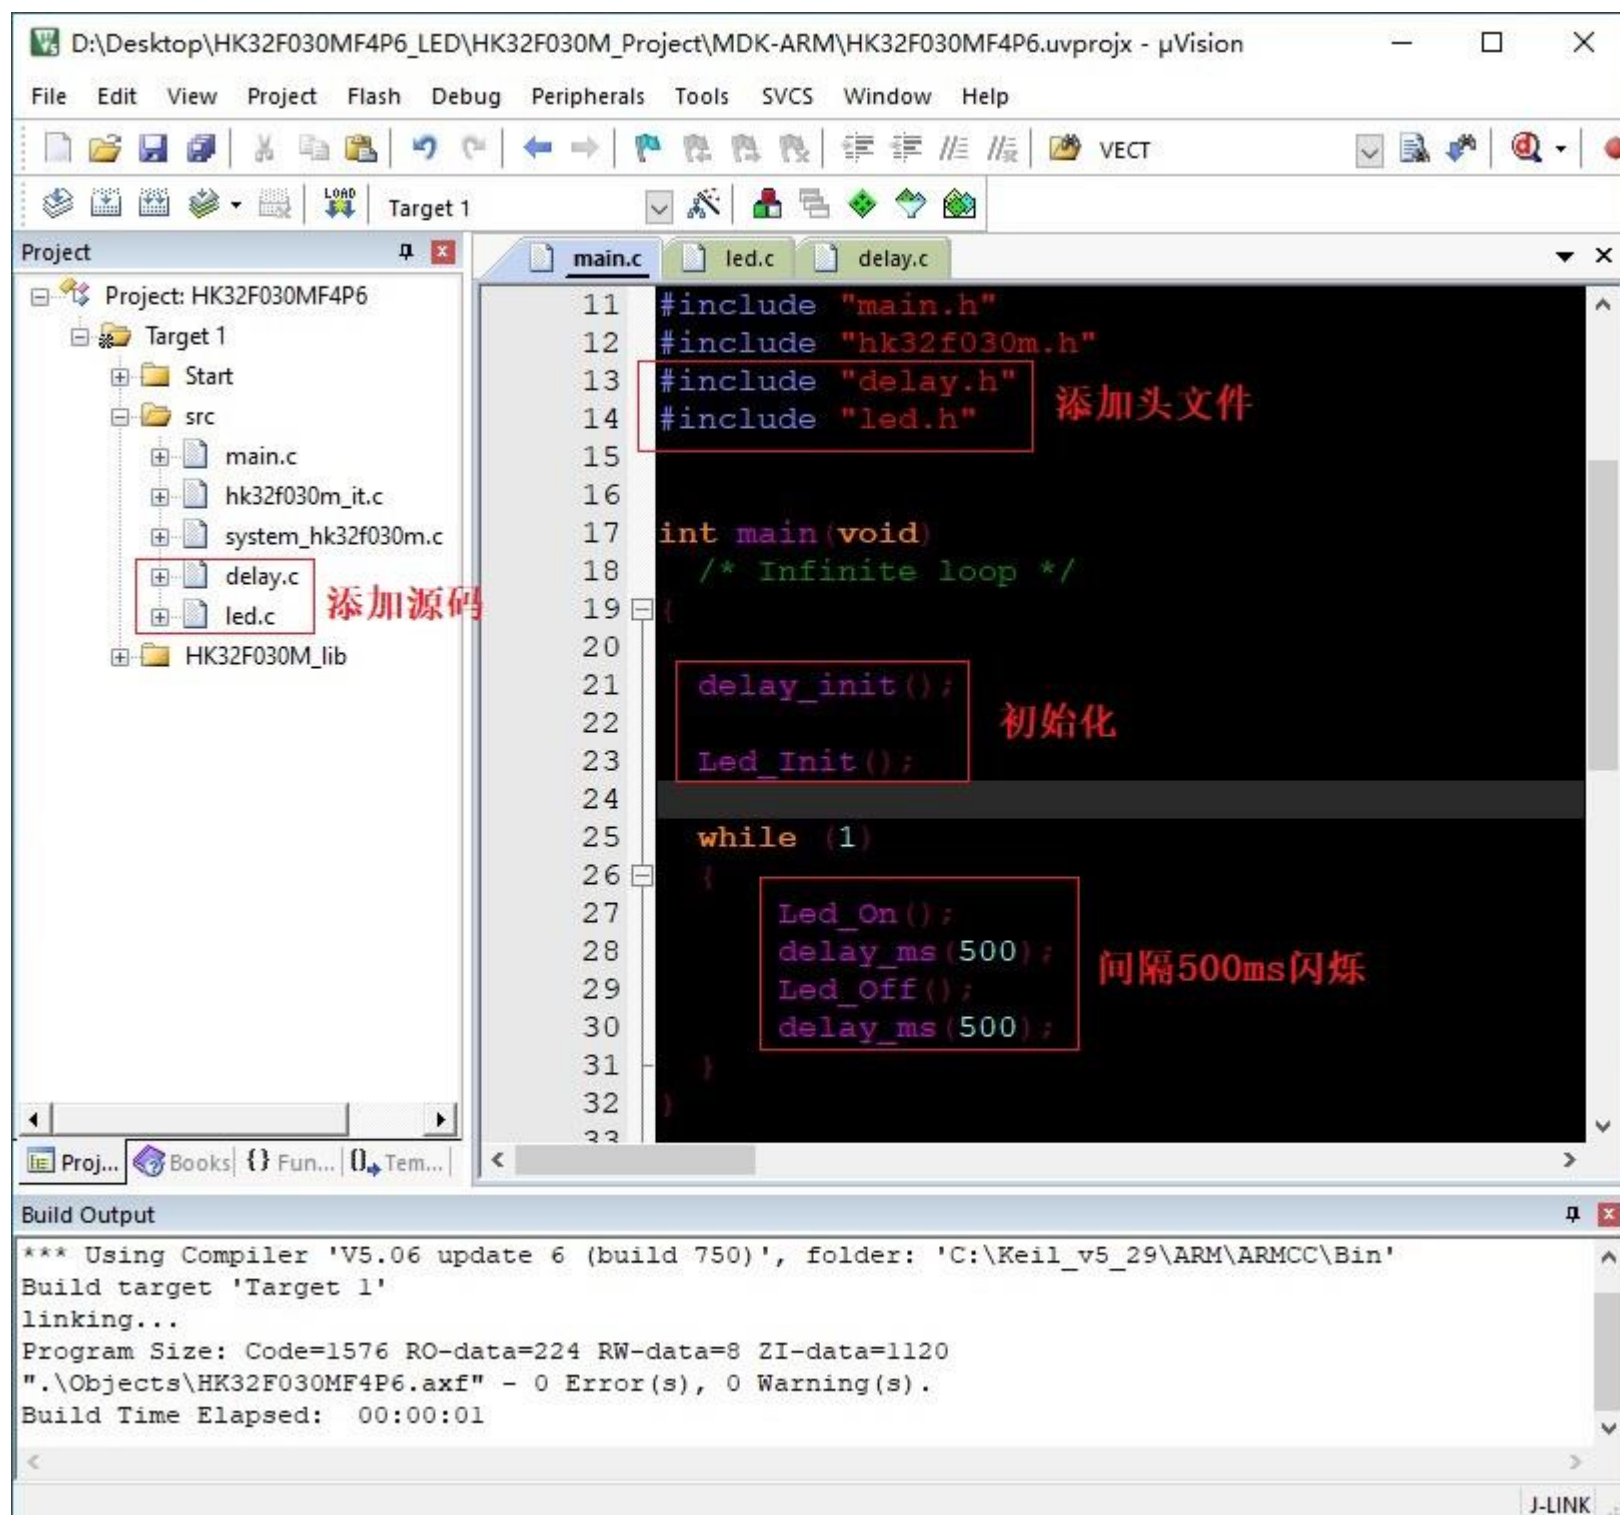 D:\Desktop\HK32F030MF4P6_LED\HK32F030M_Project\MDK-ARM\HK32F030MF4P6.uvprojx - µVision
File Edit View Project Flash Debug Peripherals Tools SVCS Window Help
VECT
LOAD Target 1
Project
Project: HK32F030MF4P6
Target 1
Start
src
main.c
hk32f030m_it.c
system_hk32f030m.c
delay.c
led.c
添加源码
HK32F030M_lib
Proj... Books {} Fun... Tem...
main.c led.c delay.c
11 #include "main.h"
12 #include "hk32f030m.h"
13 #include "delay.h"
14 #include "led.h"
添加头文件
15
16
17 int main(void)
18 /* Infinite loop */
19 {
20
21 delay_init();
22
初始化
23 Led_Init();
24
25 while (1)
26 {
27 Led_On();
28 delay_ms(500);
间隔500ms闪烁
29 Led_Off();
30 delay_ms(500);
31 }
32 }
33
Build Output
*** Using Compiler 'V5.06 update 6 (build 750)', folder: 'C:\Keil_v5_29\ARM\ARMCC\Bin'
Build target 'Target 1'
linking...
Program Size: Code=1576 RO-data=224 RW-data=8 ZI-data=1120
".\Objects\HK32F030MF4P6.axf" - 0 Error(s), 0 Warning(s).
Build Time Elapsed: 00:00:01
J-LINK